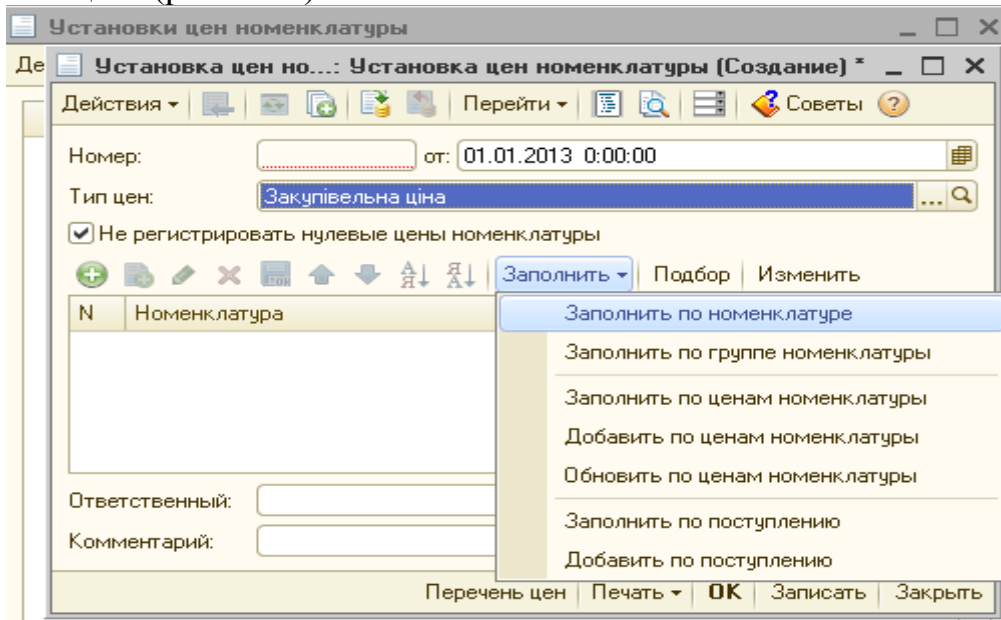 Установки цен номенклатуры
Де
Установка цен но...: Установка цен номенклатуры (Создание) *
Действия Перейти Советы
Номер: от: 01.01.2013 0:00:00
Тип цен: Закупівельна ціна ...
Не регистрировать нулевые цены номенклатуры
Заполнить Подбор Изменить
N Номенклатура
Заполнить по номенклатуре
Заполнить по группе номенклатуры
Заполнить по ценам номенклатуры
Добавить по ценам номенклатуры
Обновить по ценам номенклатуры
Заполнить по поступлению
Добавить по поступлению
Ответственный:
Комментарий:
Перечень цен Печать OK Записать Закрыть